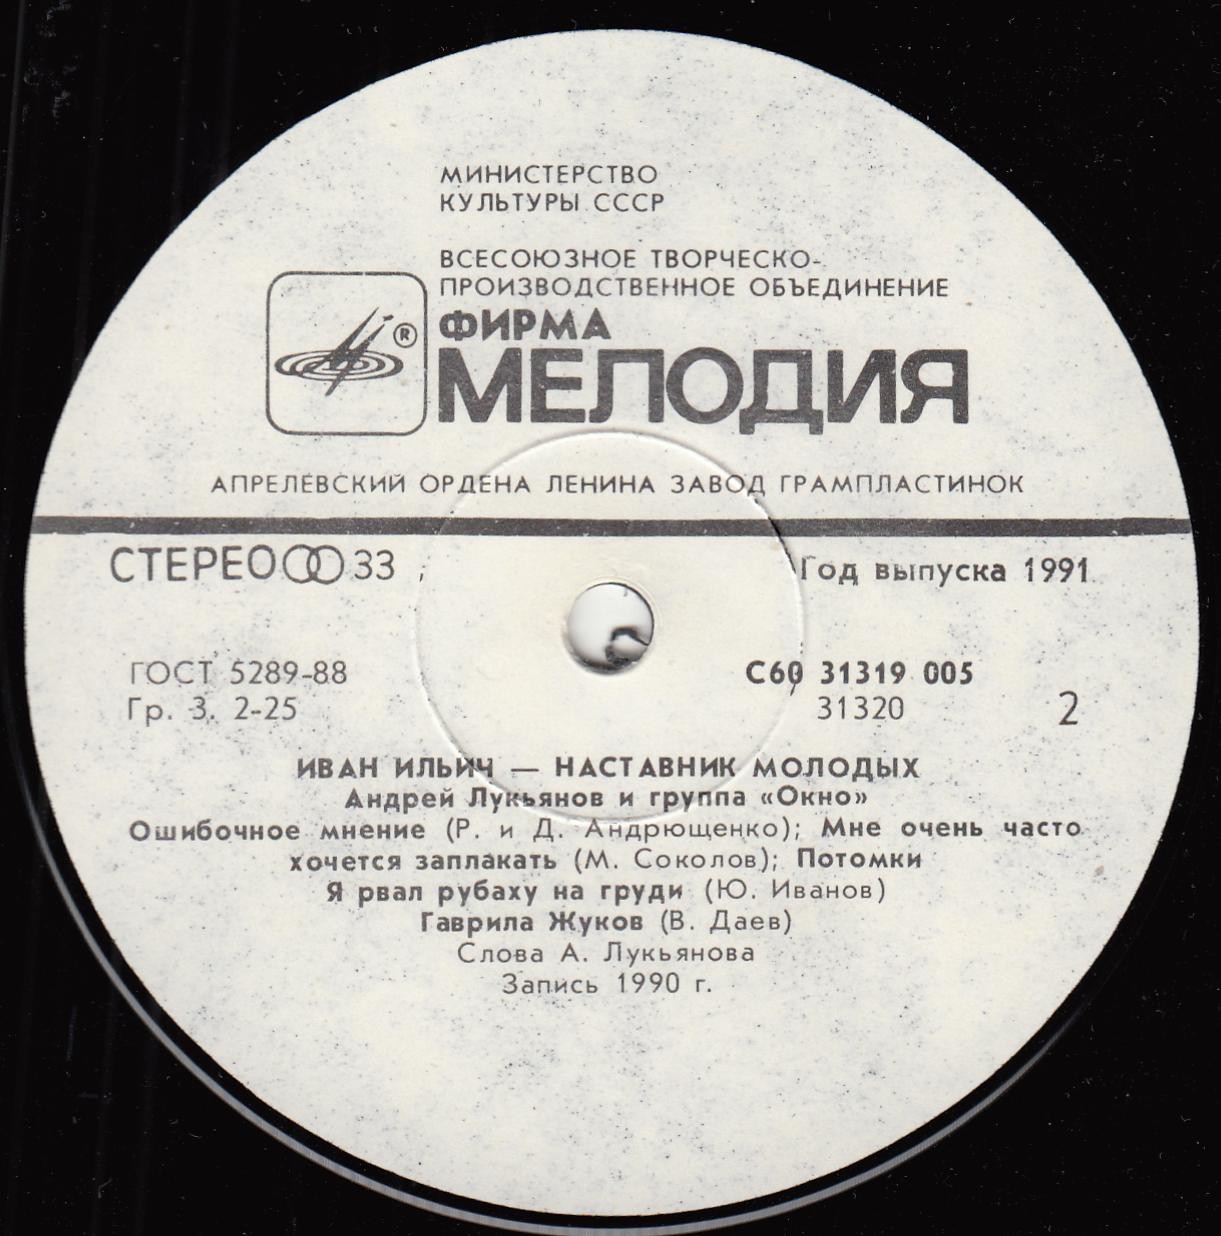 МИНИСТЕРСТВО
КУЛЬТУРЫ СССР
ВСЕСОЮЗНОЕ ТВОРЧЕСКО-
ПРОИЗВОДСТВЕННОЕ ОБЪЕДИНЕНИЕ
ФИРМА
®
МЕЛОДИЯ
АПРЕЛЕВСКИЙ ОРДЕНА ЛЕНИНА ЗАВОД ГРАМПЛАСТИНОК
СТЕРЕО 33
Год выпуска 1991
ГОСТ 5289-88
Гр. 3. 2-25
С60 31319 005
31320
2
ИВАН ИЛЬИЧ — НАСТАВНИК МОЛОДЫХ
Андрей Лукьянов и группа «Окно»
Ошибочное мнение (Р. и Д. Андрющенко); Мне очень часто
хочется заплакать (М. Соколов); Потомки
Я рвал рубаху на груди (Ю. Иванов)
Гаврила Жуков (В. Даев)
Слова А. Лукьянова
Запись 1990 г.